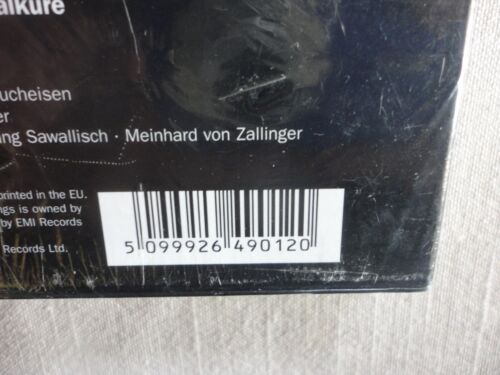 alküre
ucheisen
er
ng Sawallisch · Meinhard von Zallinger
printed in the EU.
ngs is owned by
by EMI Records
Records Ltd.
5 099926 490120